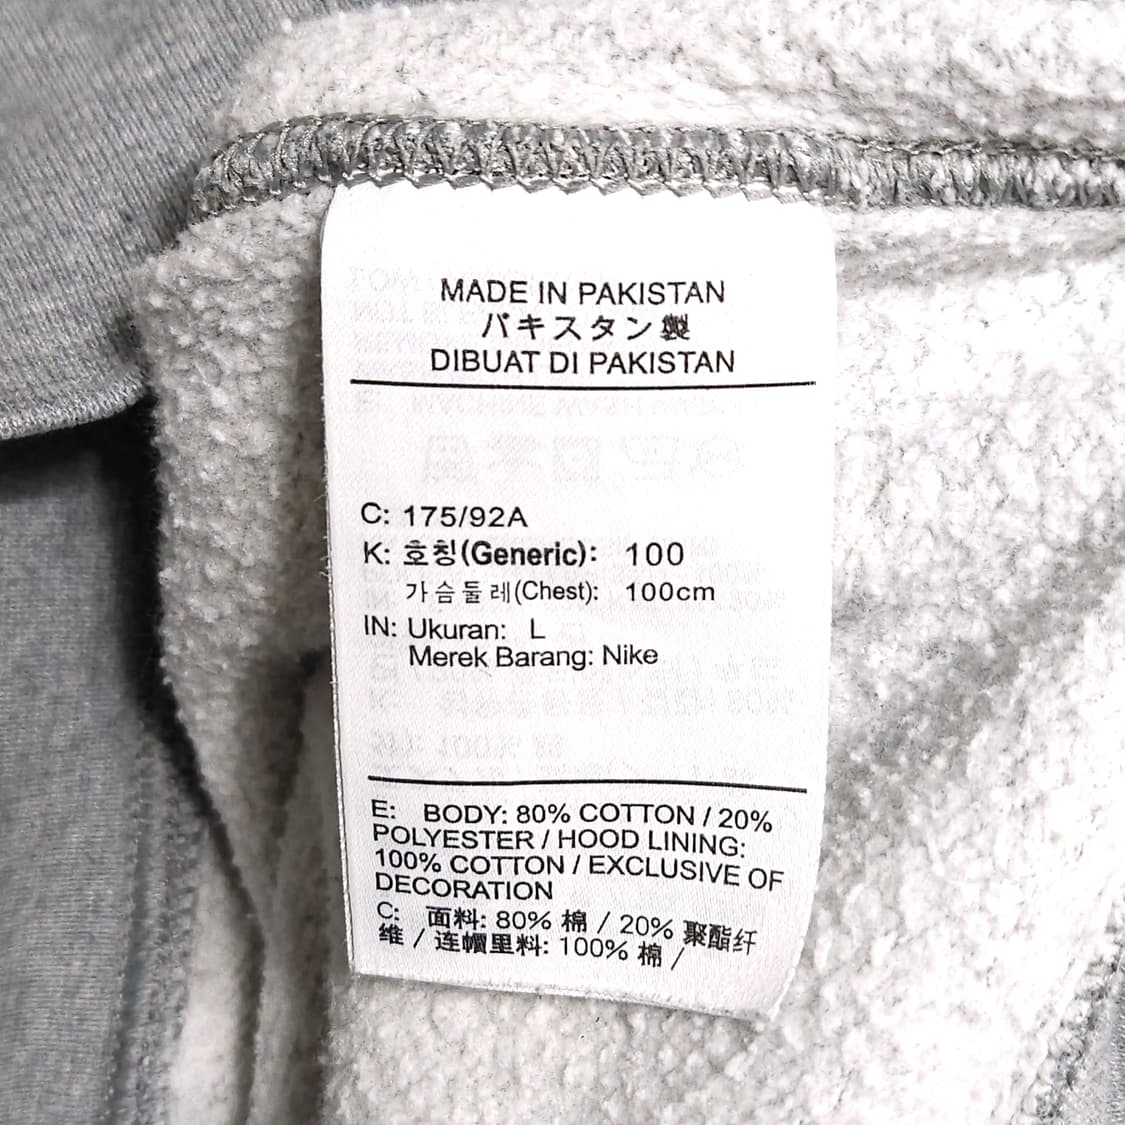 MADE IN PAKISTAN
パキスタン製
DIBUAT DI PAKISTAN
C: 175/92A
K: 호칭(Generic): 100
가슴둘레(Chest): 100cm
IN: Ukuran: L
Merek Barang: Nike
E: BODY: 80% COTTON / 20%
POLYESTER / HOOD LINING:
100% COTTON / EXCLUSIVE OF
DECORATION
C: 面料: 80% 棉 / 20% 聚酯纤
维 / 连帽里料: 100% 棉 /